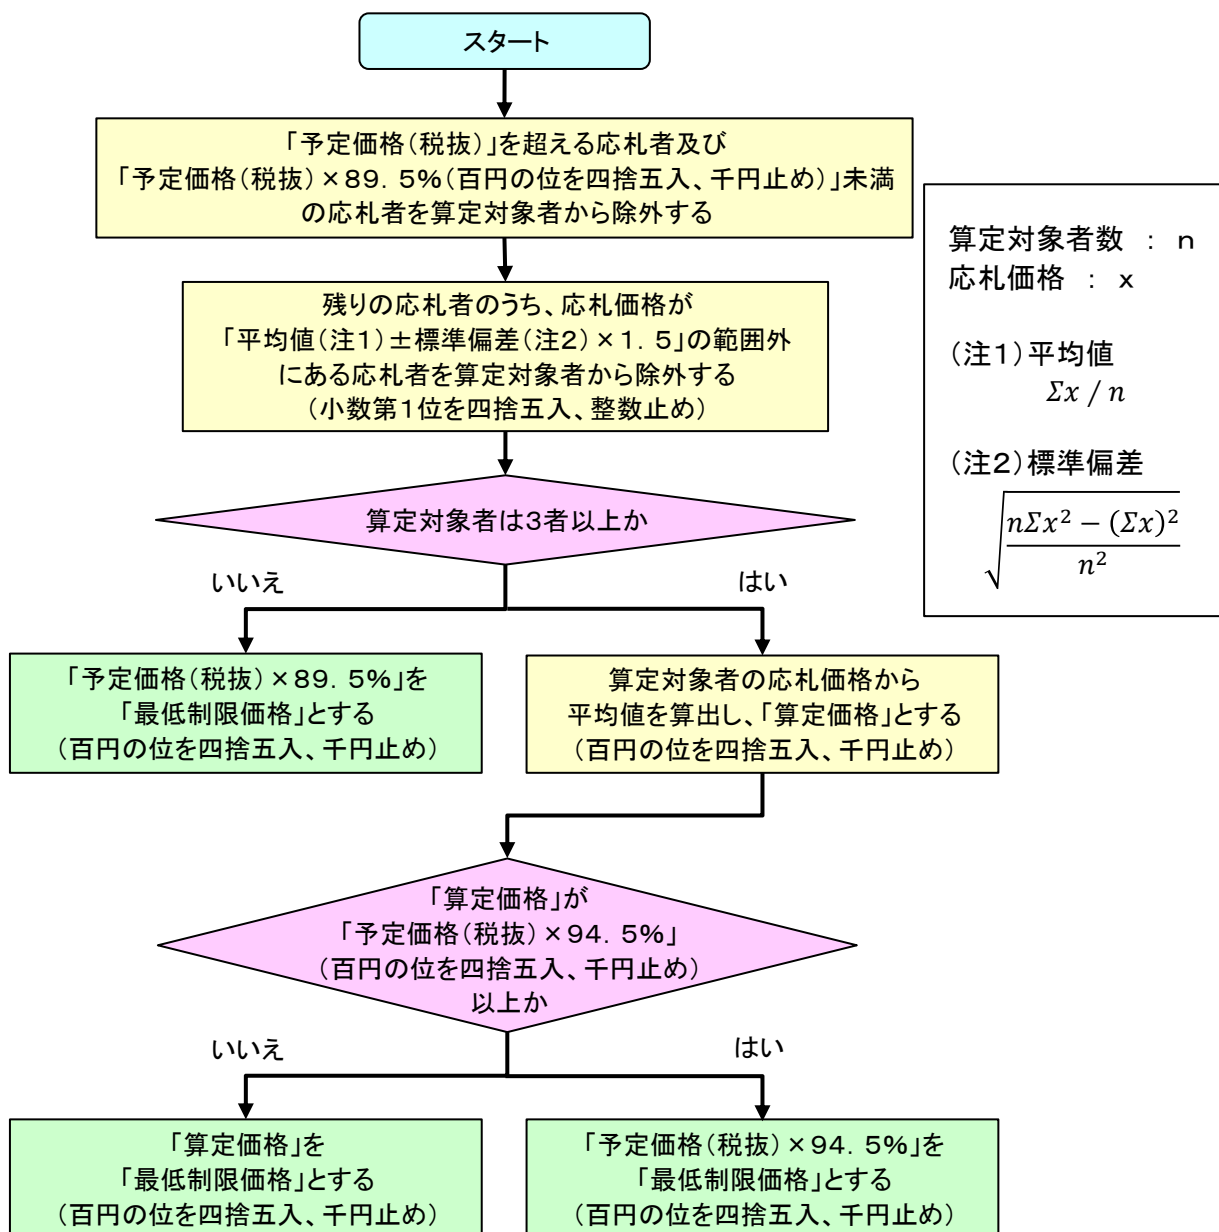 スタート
「予定価格(税抜)」を超える応札者及び
「予定価格(税抜)×89.5%(百円の位を四捨五入、千円止め)」未満
の応札者を算定対象者から除外する
残りの応札者のうち、応札価格が
「平均値(注1)±標準偏差(注2)×1.5」の範囲外
にある応札者を算定対象者から除外する
(小数第1位を四捨五入、整数止め)
算定対象者は3者以上か
いいえ
はい
「予定価格(税抜)×89.5%」を
「最低制限価格」とする
(百円の位を四捨五入、千円止め)
算定対象者の応札価格から
平均値を算出し、「算定価格」とする
(百円の位を四捨五入、千円止め)
「算定価格」が
「予定価格(税抜)×94.5%」
(百円の位を四捨五入、千円止め)
以上か
いいえ
はい
「算定価格」を
「最低制限価格」とする
(百円の位を四捨五入、千円止め)
「予定価格(税抜)×94.5%」を
「最低制限価格」とする
(百円の位を四捨五入、千円止め)
算定対象者数 : n
応札価格 : x
(注1)平均値
Σx / n
(注2)標準偏差
√((nΣx² − (Σx)²) / n²)